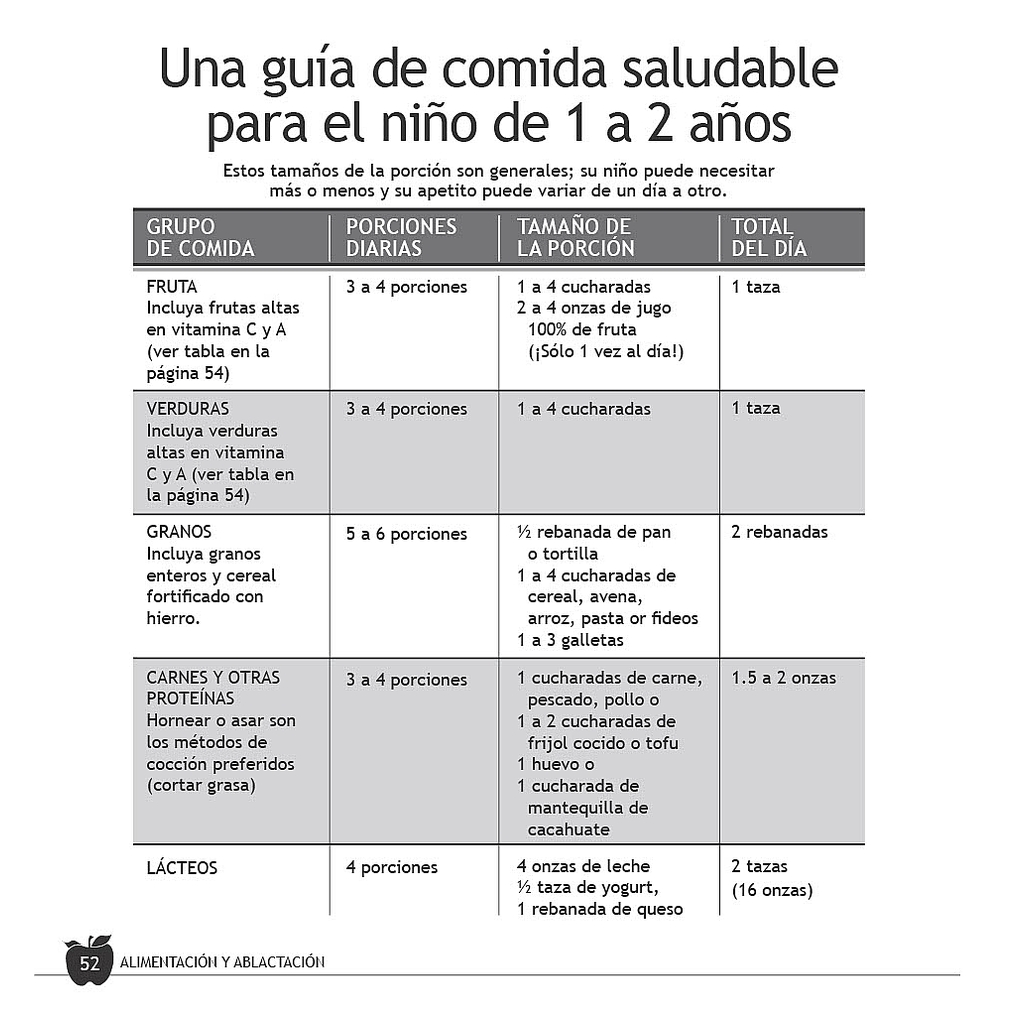 Una guía de comida saludable
para el niño de 1 a 2 años
Estos tamaños de la porción son generales; su niño puede necesitar
más o menos y su apetito puede variar de un día a otro.
GRUPO
DE COMIDA
PORCIONES
DIARIAS
TAMAÑO DE
LA PORCIÓN
TOTAL
DEL DÍA
FRUTA
Incluya frutas altas
en vitamina C y A
(ver tabla en la
página 54)
3 a 4 porciones
1 a 4 cucharadas
2 a 4 onzas de jugo
100% de fruta
(¡Sólo 1 vez al día!)
1 taza
VERDURAS
Incluya verduras
altas en vitamina
C y A (ver tabla en
la página 54)
3 a 4 porciones
1 a 4 cucharadas
1 taza
GRANOS
Incluya granos
enteros y cereal
fortificado con
hierro.
5 a 6 porciones
½ rebanada de pan
o tortilla
1 a 4 cucharadas de
cereal, avena,
arroz, pasta or fideos
1 a 3 galletas
2 rebanadas
CARNES Y OTRAS
PROTEÍNAS
Hornear o asar son
los métodos de
cocción preferidos
(cortar grasa)
3 a 4 porciones
1 cucharadas de carne,
pescado, pollo o
1 a 2 cucharadas de
frijol cocido o tofu
1 huevo o
1 cucharada de
mantequilla de
cacahuate
1.5 a 2 onzas
LÁCTEOS
4 porciones
4 onzas de leche
½ taza de yogurt,
1 rebanada de queso
2 tazas
(16 onzas)
52 ALIMENTACIÓN Y ABLACTACIÓN